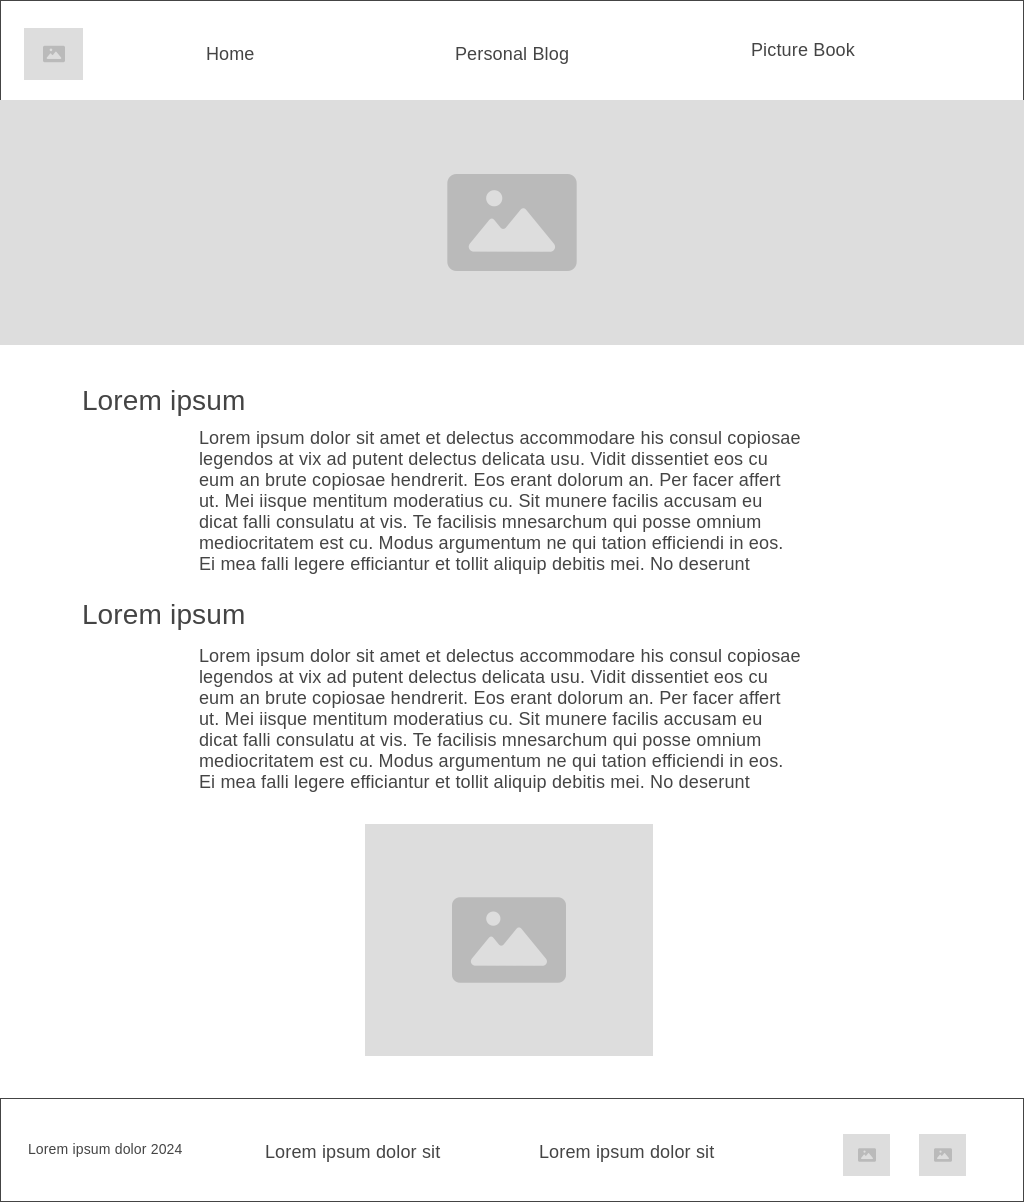 Home
Personal Blog
Picture Book
Lorem ipsum
Lorem ipsum dolor sit amet et delectus accommodare his consul copiosae
legendos at vix ad putent delectus delicata usu. Vidit dissentiet eos cu
eum an brute copiosae hendrerit. Eos erant dolorum an. Per facer affert
ut. Mei iisque mentitum moderatius cu. Sit munere facilis accusam eu
dicat falli consulatu at vis. Te facilisis mnesarchum qui posse omnium
mediocritatem est cu. Modus argumentum ne qui tation efficiendi in eos.
Ei mea falli legere efficiantur et tollit aliquip debitis mei. No deserunt
Lorem ipsum
Lorem ipsum dolor sit amet et delectus accommodare his consul copiosae
legendos at vix ad putent delectus delicata usu. Vidit dissentiet eos cu
eum an brute copiosae hendrerit. Eos erant dolorum an. Per facer affert
ut. Mei iisque mentitum moderatius cu. Sit munere facilis accusam eu
dicat falli consulatu at vis. Te facilisis mnesarchum qui posse omnium
mediocritatem est cu. Modus argumentum ne qui tation efficiendi in eos.
Ei mea falli legere efficiantur et tollit aliquip debitis mei. No deserunt
Lorem ipsum dolor 2024
Lorem ipsum dolor sit
Lorem ipsum dolor sit